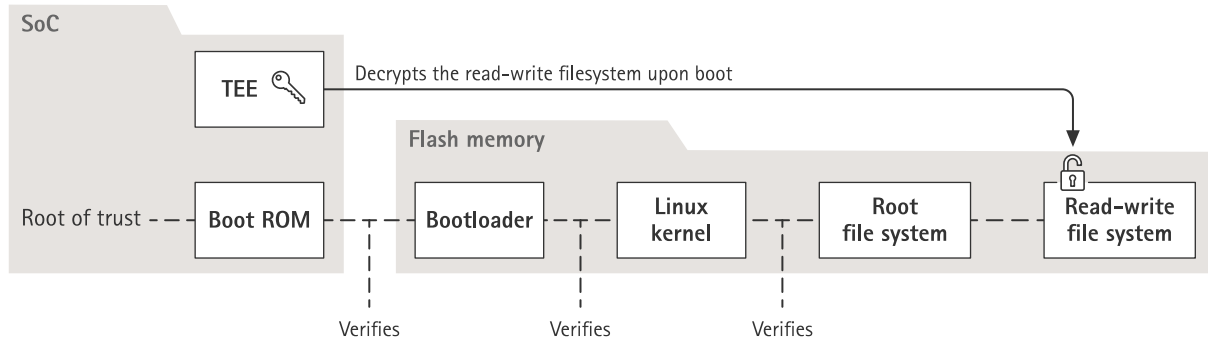 SoC
TEE
Decrypts the read-write filesystem upon boot
Flash memory
Root of trust
Boot ROM
Bootloader
Linux
kernel
Root
file system
Read-write
file system
Verifies
Verifies
Verifies